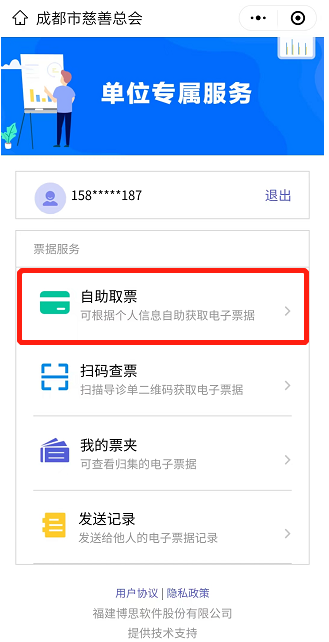 成都市慈善总会
单位专属服务
158*****187
退出
票据服务
自助取票
可根据个人信息自助获取电子票据
扫码查票
扫描导诊单二维码获取电子票据
我的票夹
可查看归集的电子票据
发送记录
发送给他人的电子票据记录
用户协议 | 隐私政策
福建博思软件股份有限公司
提供技术支持